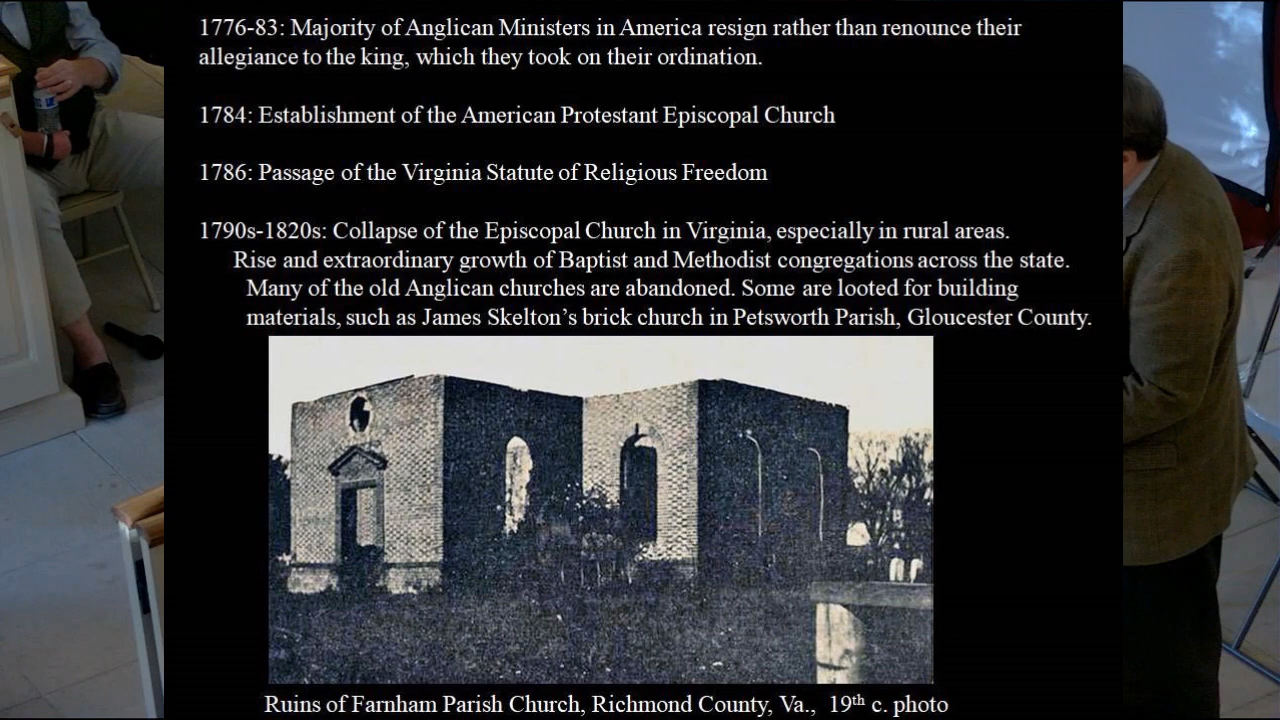 1776-83: Majority of Anglican Ministers in America resign rather than renounce their
allegiance to the king, which they took on their ordination.
1784: Establishment of the American Protestant Episcopal Church
1786: Passage of the Virginia Statute of Religious Freedom
1790s-1820s: Collapse of the Episcopal Church in Virginia, especially in rural areas.
Rise and extraordinary growth of Baptist and Methodist congregations across the state.
Many of the old Anglican churches are abandoned. Some are looted for building
materials, such as James Skelton’s brick church in Petsworth Parish, Gloucester County.
Ruins of Farnham Parish Church, Richmond County, Va., 19th c. photo